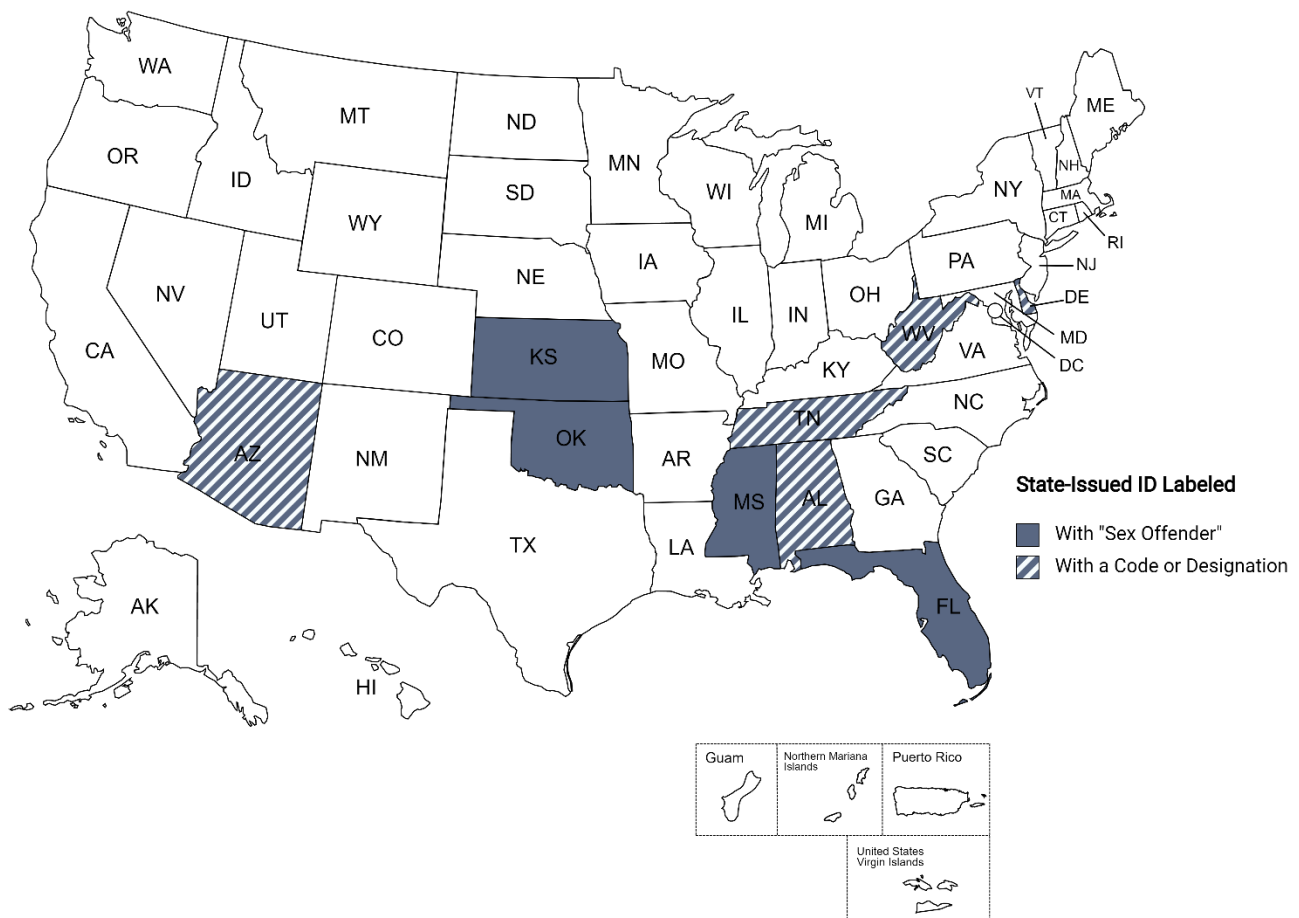 WA
MT
ND
MN
VT
ME
OR
ID
SD
WI
MI
NY
NH
MA
CT
RI
WY
NE
IA
PA
NJ
NV
UT
CO
IL
IN
OH
DE
MD
DC
CA
KS
MO
KY
WV
VA
AZ
NM
OK
AR
TN
NC
SC
MS
AL
GA
TX
LA
FL
AK
HI
State-Issued ID Labeled
With "Sex Offender"
With a Code or Designation
Guam
Northern Mariana
Islands
Puerto Rico
United States
Virgin Islands